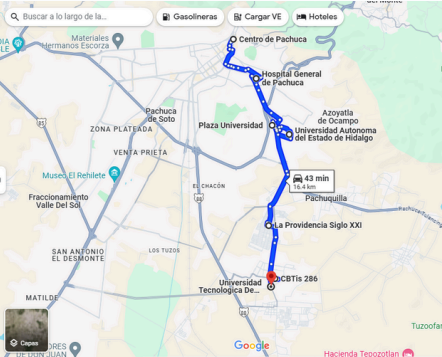 Buscar a lo largo de la...
Gasolineras
Cargar VE
Hoteles
Materiales
Hermanos Escorza
Centro de Pachuca
Hospital General
de Pachuca
Pachuca
de Soto
Azoyatla
de Ocampo
ZONA PLATEADA
Plaza Universidad
Universidad Autonoma
del Estado de Hidalgo
VENTA PRIETA
Museo El Rehilete
EL CHACÓN
43 min
16.4 km
Fraccionamiento
Valle Del Sol
Pachuquilla
La Providencia Siglo XXI
SAN ANTONIO
EL DESMONTE
LOS TUZOS
Universidad
Tecnologica De...
CBTis 286
MATILDE
Capas
Google
Tuzoofar
Hacienda Tepozotlan